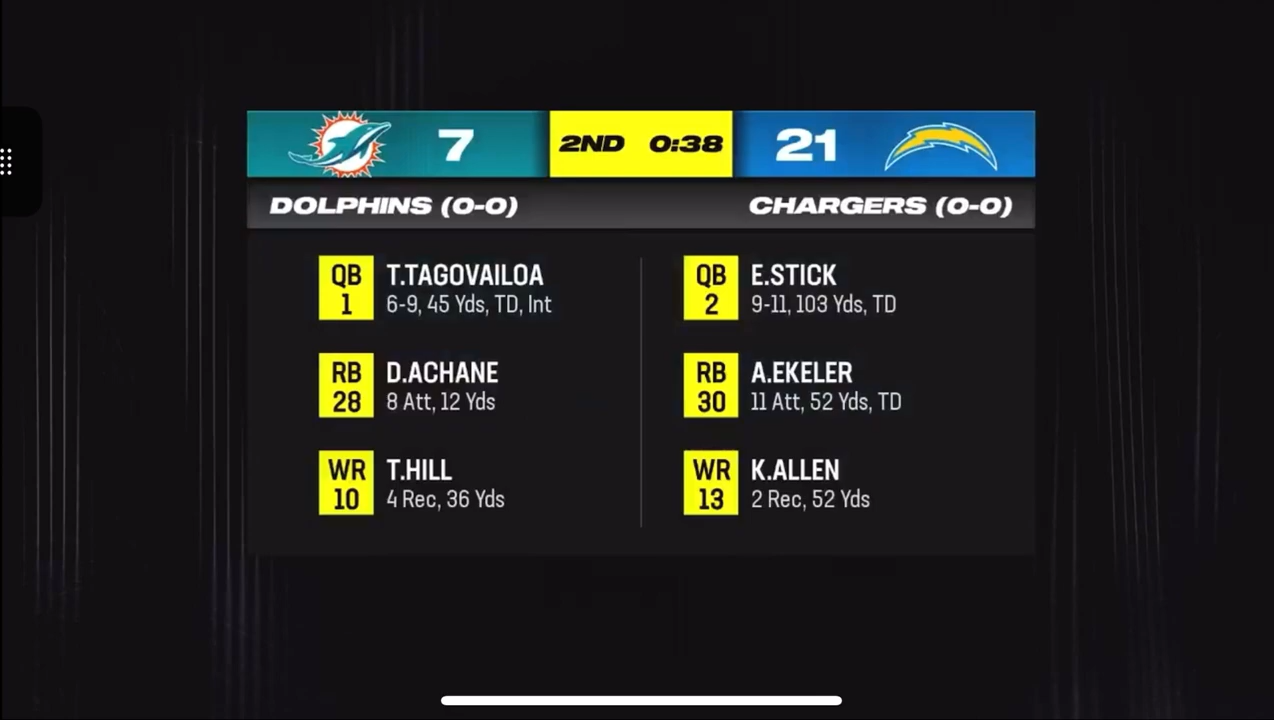 7 2ND 0:38 21
DOLPHINS (0-0) CHARGERS (0-0)
QB T.TAGOVAILOA
1 6-9, 45 Yds, TD, Int
RB D.ACHANE
28 8 Att, 12 Yds
WR T.HILL
10 4 Rec, 36 Yds
QB E.STICK
2 9-11, 103 Yds, TD
RB A.EKELER
30 11 Att, 52 Yds, TD
WR K.ALLEN
13 2 Rec, 52 Yds